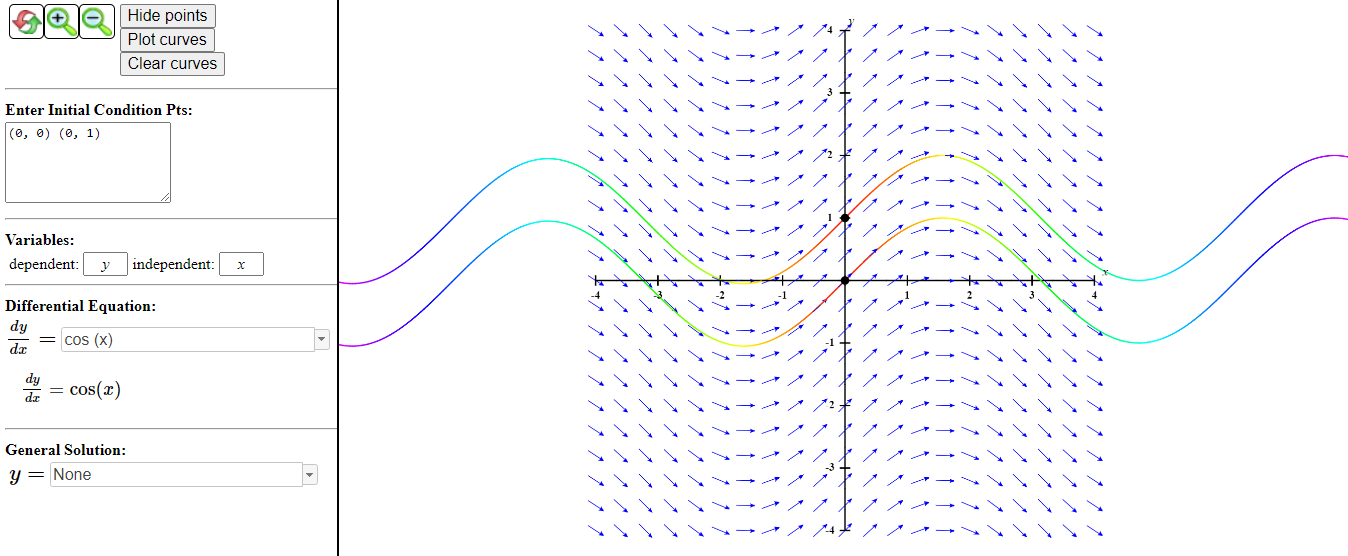 Hide points
Plot curves
Clear curves
Enter Initial Condition Pts:
(0, 0) (0, 1)
Variables:
dependent: y independent: x
Differential Equation:
dy/dx = cos (x)
dy/dx = cos(x)
General Solution:
y = None
y
4
3
2
1
x
-4 -3 -2 -1 1 2 3 4
-1
-2
-3
-4